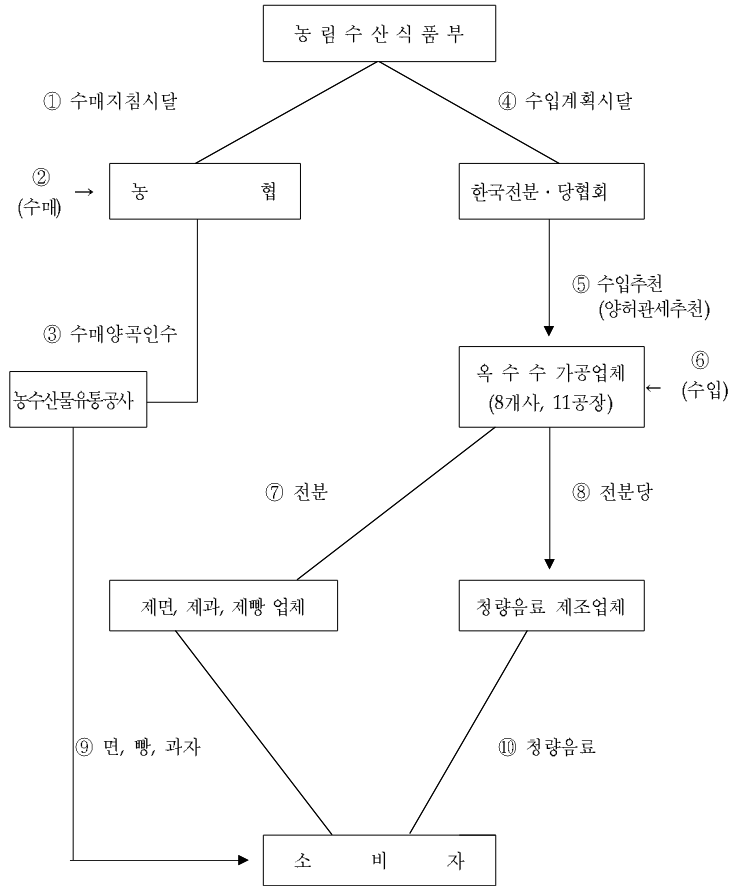 농 림 수 산 식 품 부
① 수매지침시달
④ 수입계획시달
②
(수매)
→
농 협
한국전분·당협회
⑤ 수입추천
(양허관세추천)
③ 수매양곡인수
농수산물유통공사
옥 수 수 가공업체
(8개사, 11공장)
←
⑥
(수입)
⑦ 전분
⑧ 전분당
제면, 제과, 제빵 업체
청량음료 제조업체
⑨ 면, 빵, 과자
⑩ 청량음료
소 비 자